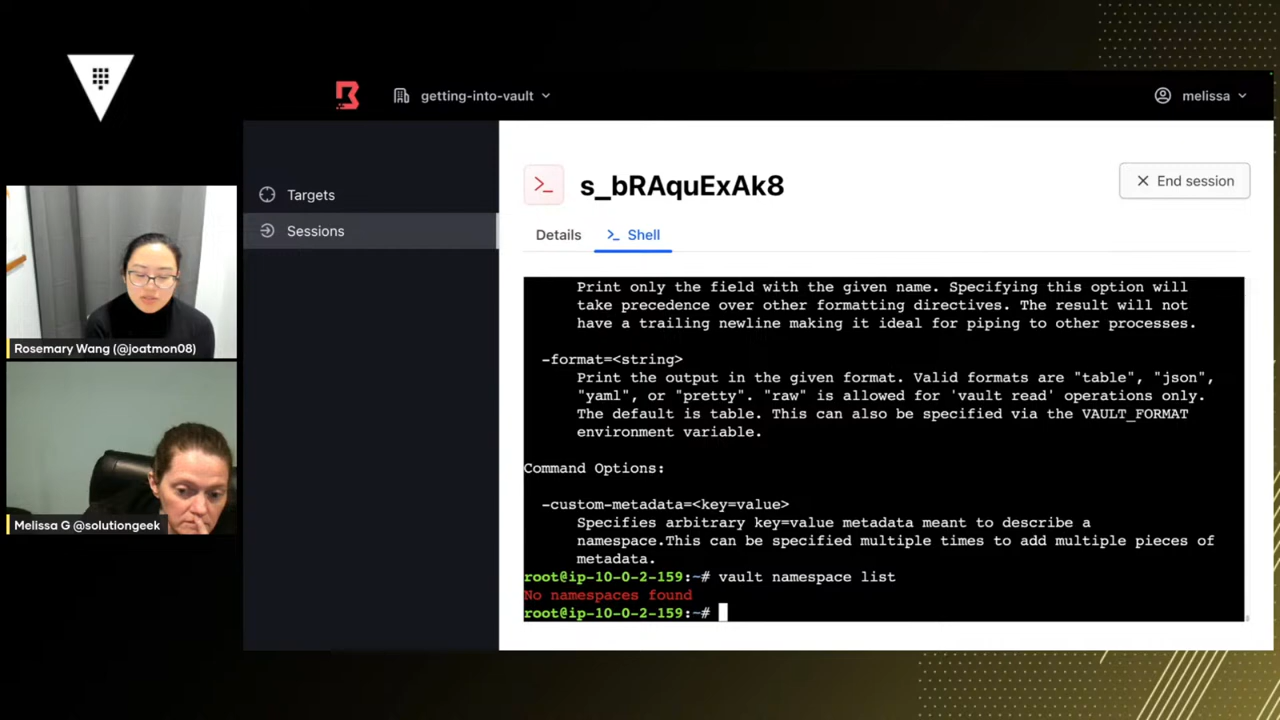 getting-into-vault
melissa
Targets
Sessions
s_bRAquExAk8
End session
Details
>_ Shell
Print only the field with the given name. Specifying this option will
take precedence over other formatting directives. The result will not
have a trailing newline making it ideal for piping to other processes.
-format=<string>
Print the output in the given format. Valid formats are "table", "json",
"yaml", or "pretty". "raw" is allowed for 'vault read' operations only.
The default is table. This can also be specified via the VAULT_FORMAT
environment variable.
Command Options:
-custom-metadata=<key=value>
Specifies arbitrary key=value metadata meant to describe a
namespace.This can be specified multiple times to add multiple pieces of
metadata.
root@ip-10-0-2-159:~# vault namespace list
No namespaces found
root@ip-10-0-2-159:~#
Rosemary Wang (@joatmon08)
Melissa G @solutiongeek